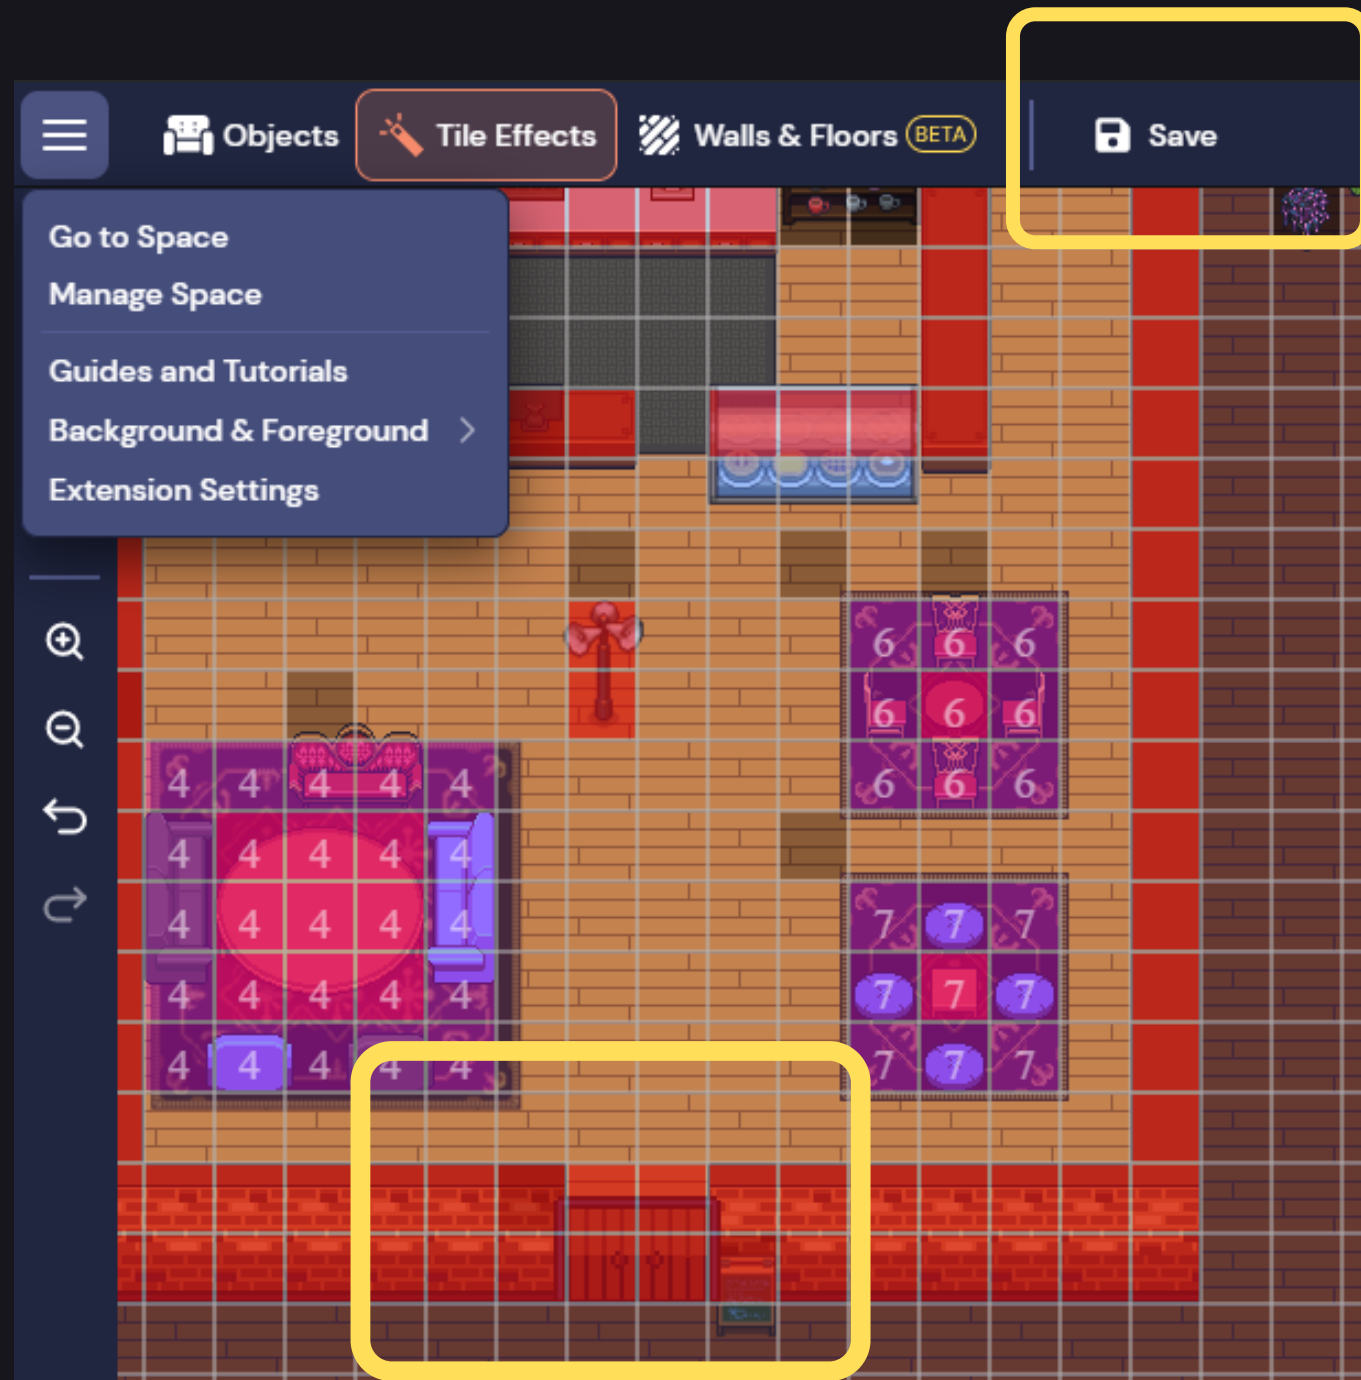 Objects Tile Effects Walls & Floors BETA Save
Go to Space
Manage Space
Guides and Tutorials
Background & Foreground
Extension Settings
6 6 6
6 6 6
4 4 4 4 4 6 6 6
4 4 4 4 4
4 4 4 4 4 7 7 7
4 4 4 4 4 7 7 7
4 4 4 4 4 7 7 7